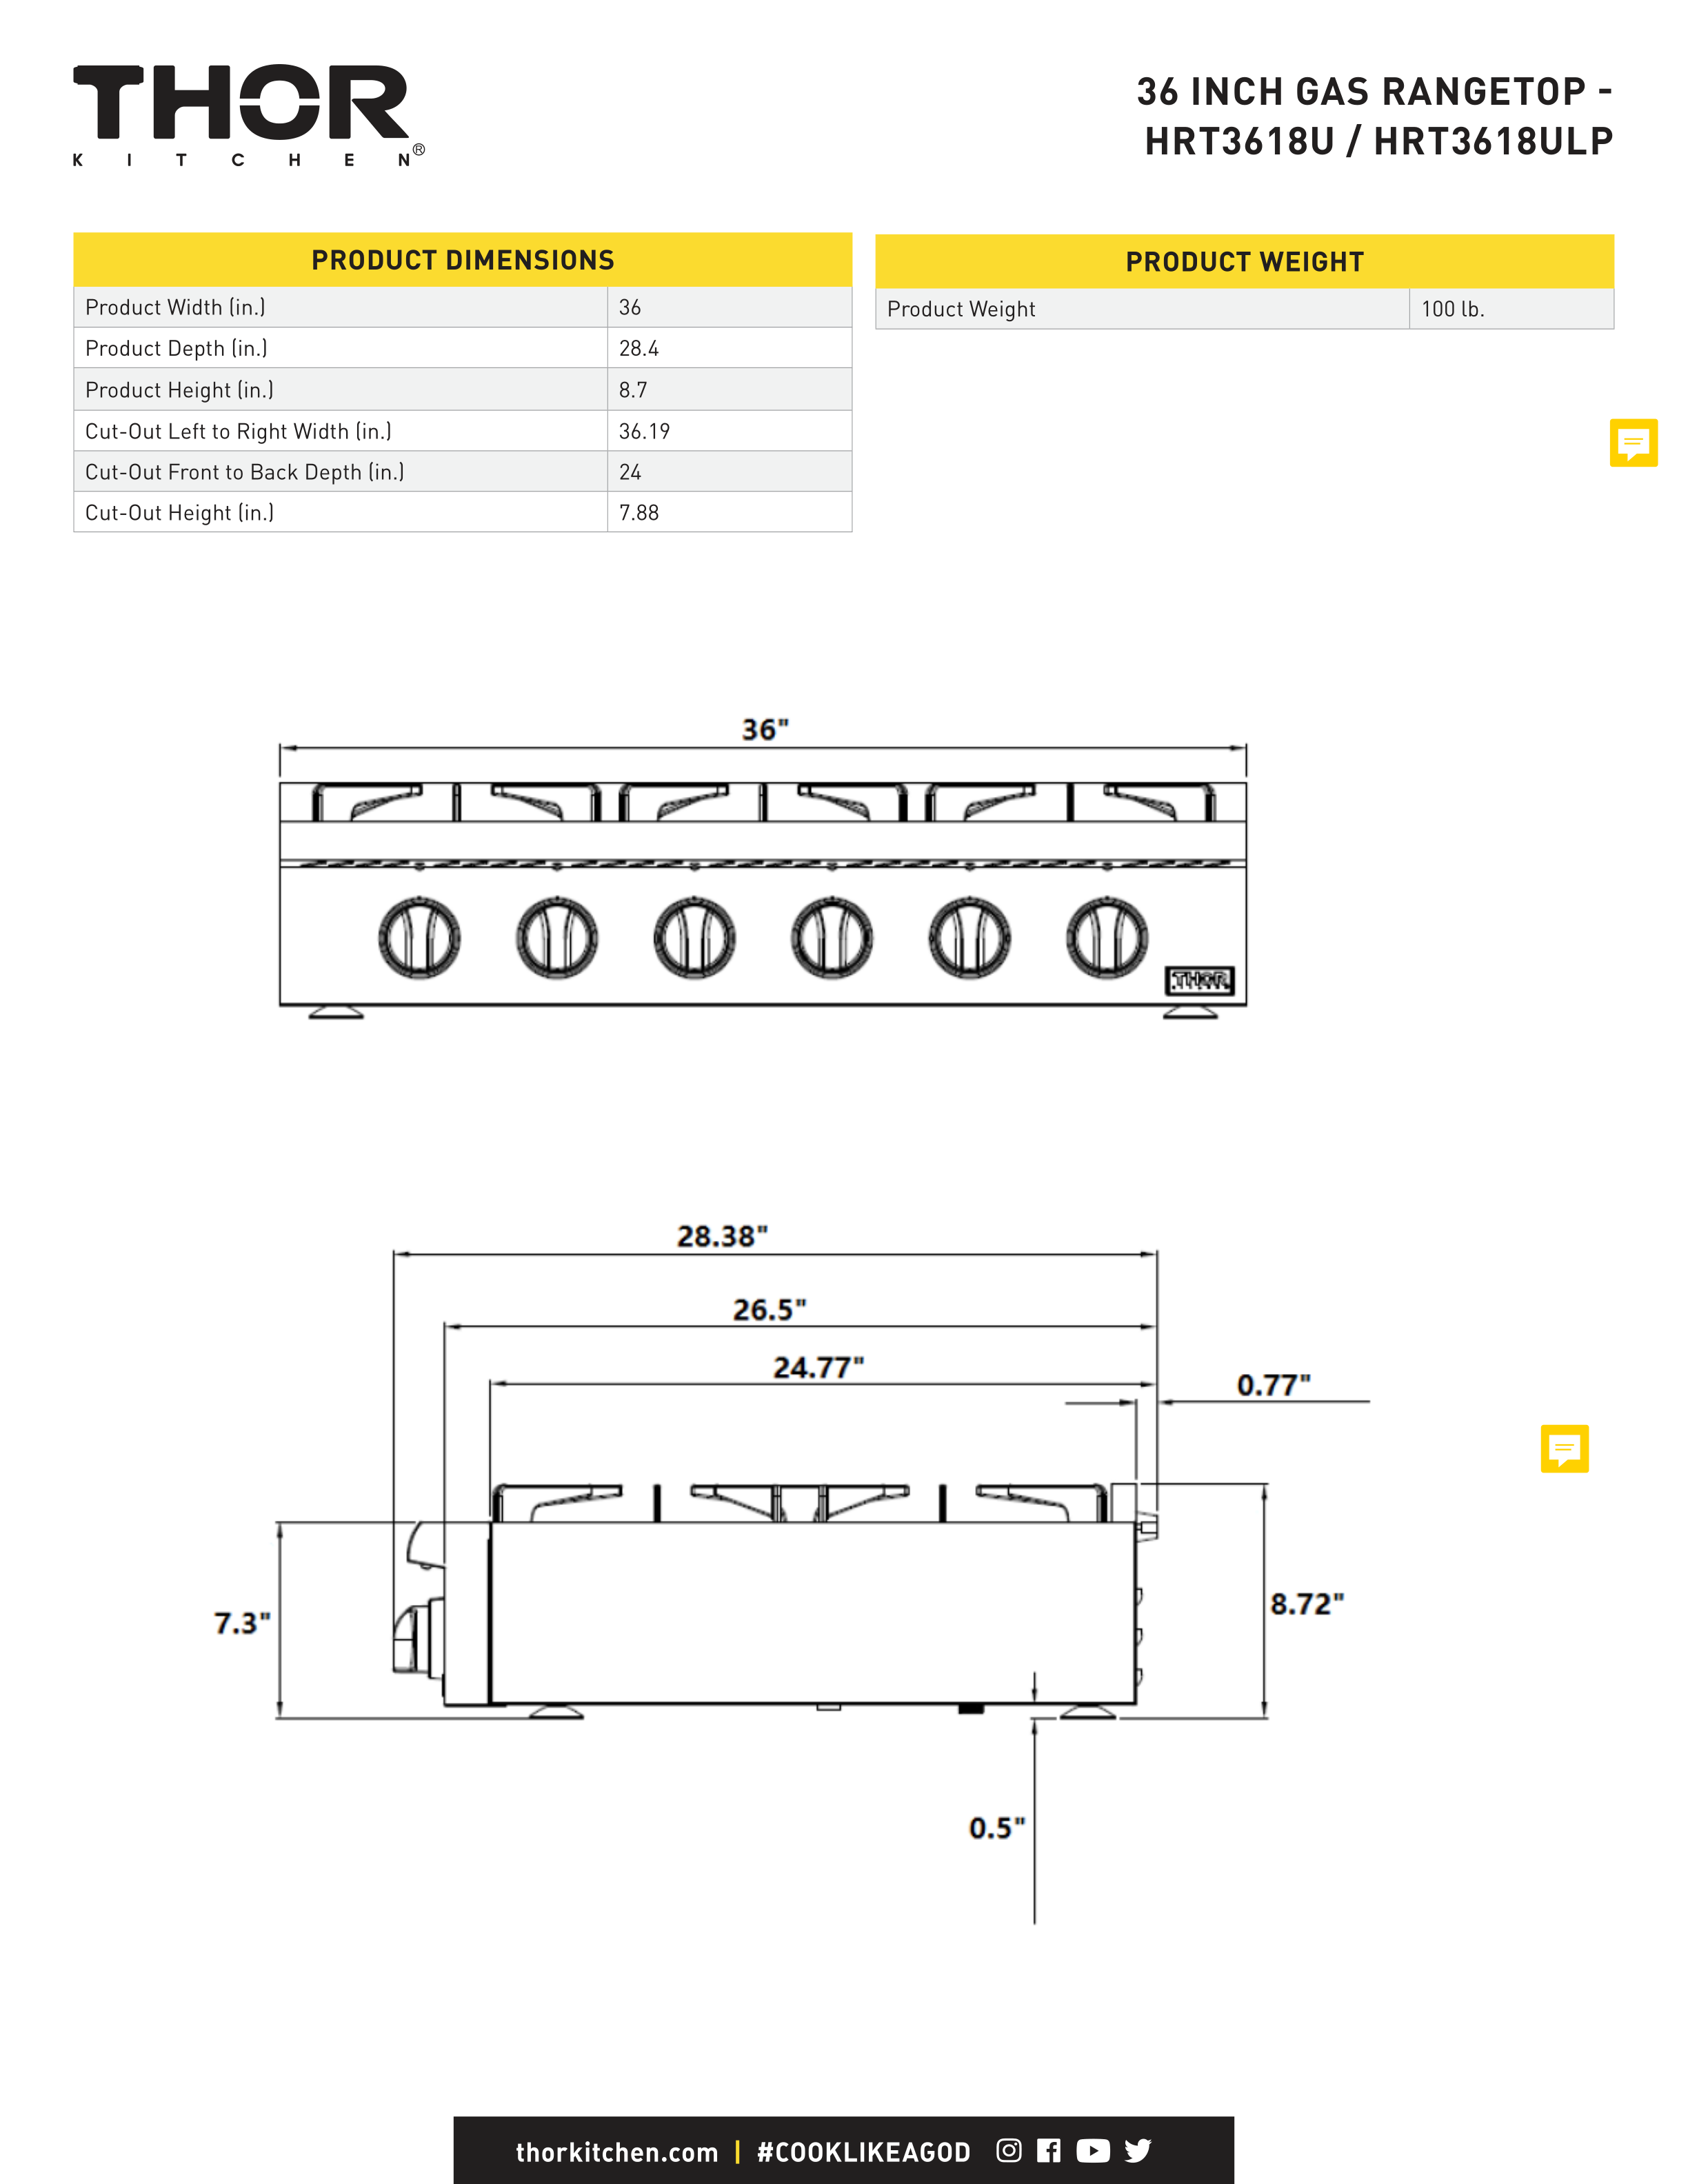 THOR
KITCHEN®
36 INCH GAS RANGETOP -
HRT3618U / HRT3618ULP
PRODUCT DIMENSIONS
Product Width (in.) 36
Product Depth (in.) 28.4
Product Height (in.) 8.7
Cut-Out Left to Right Width (in.) 36.19
Cut-Out Front to Back Depth (in.) 24
Cut-Out Height (in.) 7.88
PRODUCT WEIGHT
Product Weight 100 lb.
36"
THOR
28.38"
26.5"
24.77"
0.77"
7.3"
8.72"
0.5"
thorkitchen.com | #COOKLIKEAGOD